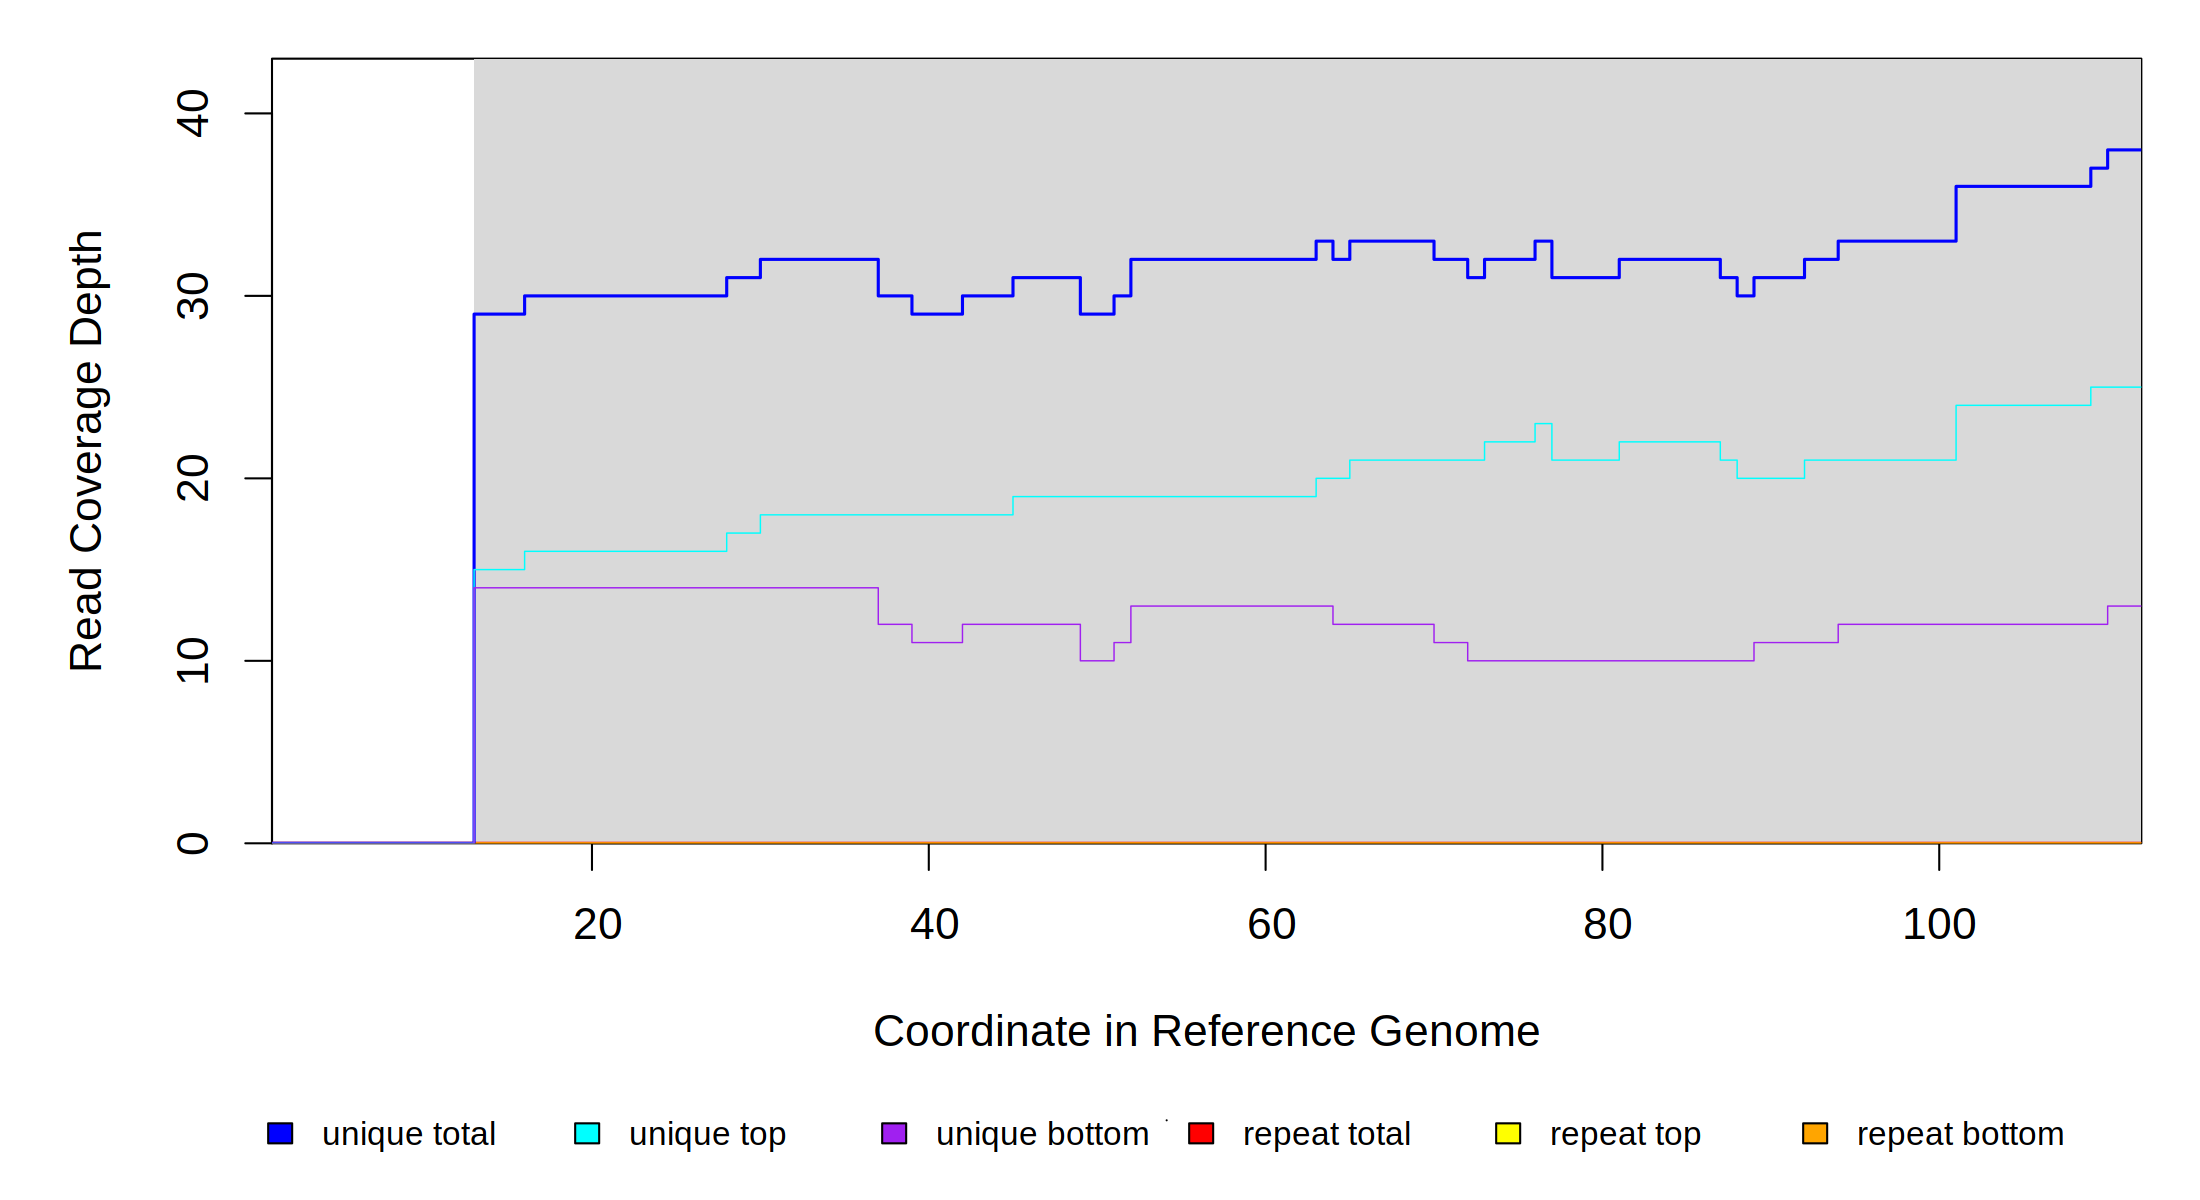 40
30
20
10
0
Read Coverage Depth
20 40 60 80 100
Coordinate in Reference Genome
unique total unique top unique bottom repeat total repeat top repeat bottom